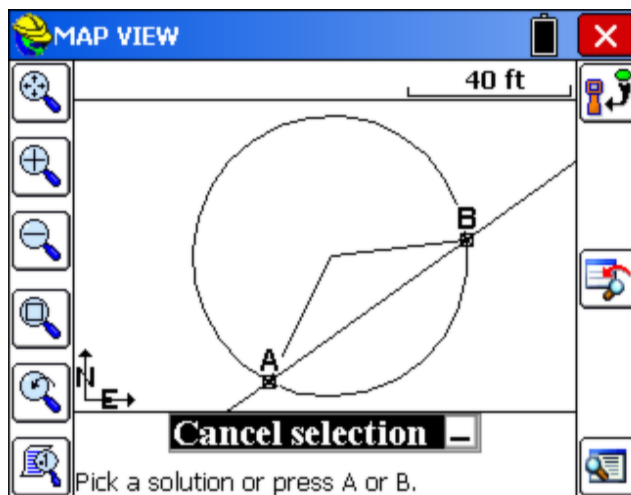 MAP VIEW
40 ft
B
A
N
E
Cancel selection
Pick a solution or press A or B.